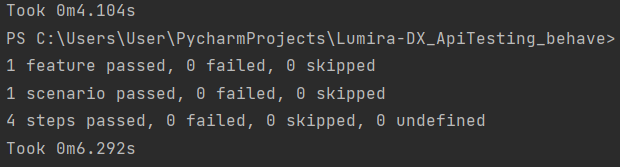 Took 0m4.104s
PS C:\Users\User\PycharmProjects\Lumira-DX_ApiTesting_behave>
1 feature passed, 0 failed, 0 skipped
1 scenario passed, 0 failed, 0 skipped
4 steps passed, 0 failed, 0 skipped, 0 undefined
Took 0m6.292s